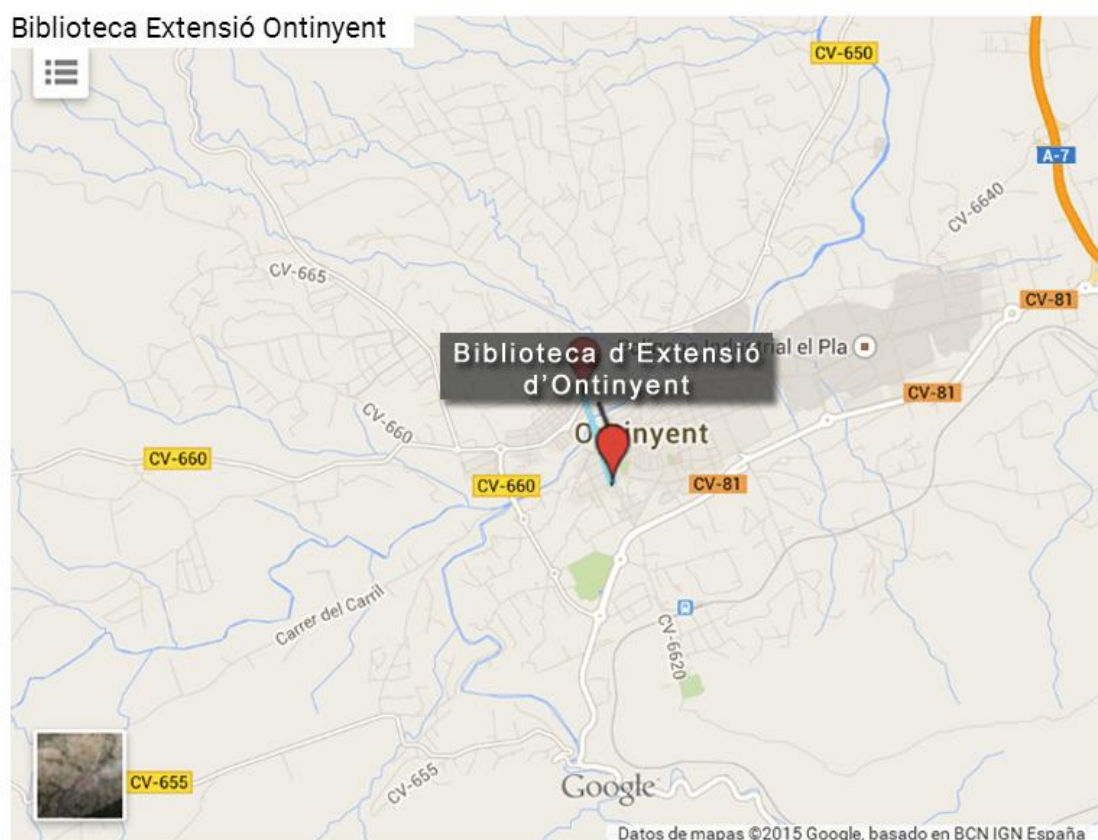 Biblioteca Extensió Ontinyent
CV-650
A-7
CV-6640
CV-665
CV-81
Biblioteca d'Extensió
d'Ontinyent
Industrial el Pla
CV-81
CV-660
CV-660
CV-660
CV-81
Carrer del Carril
CV-6620
CV-655
CV-655
Google
Datos de mapas ©2015 Google, basado en BCN IGN España